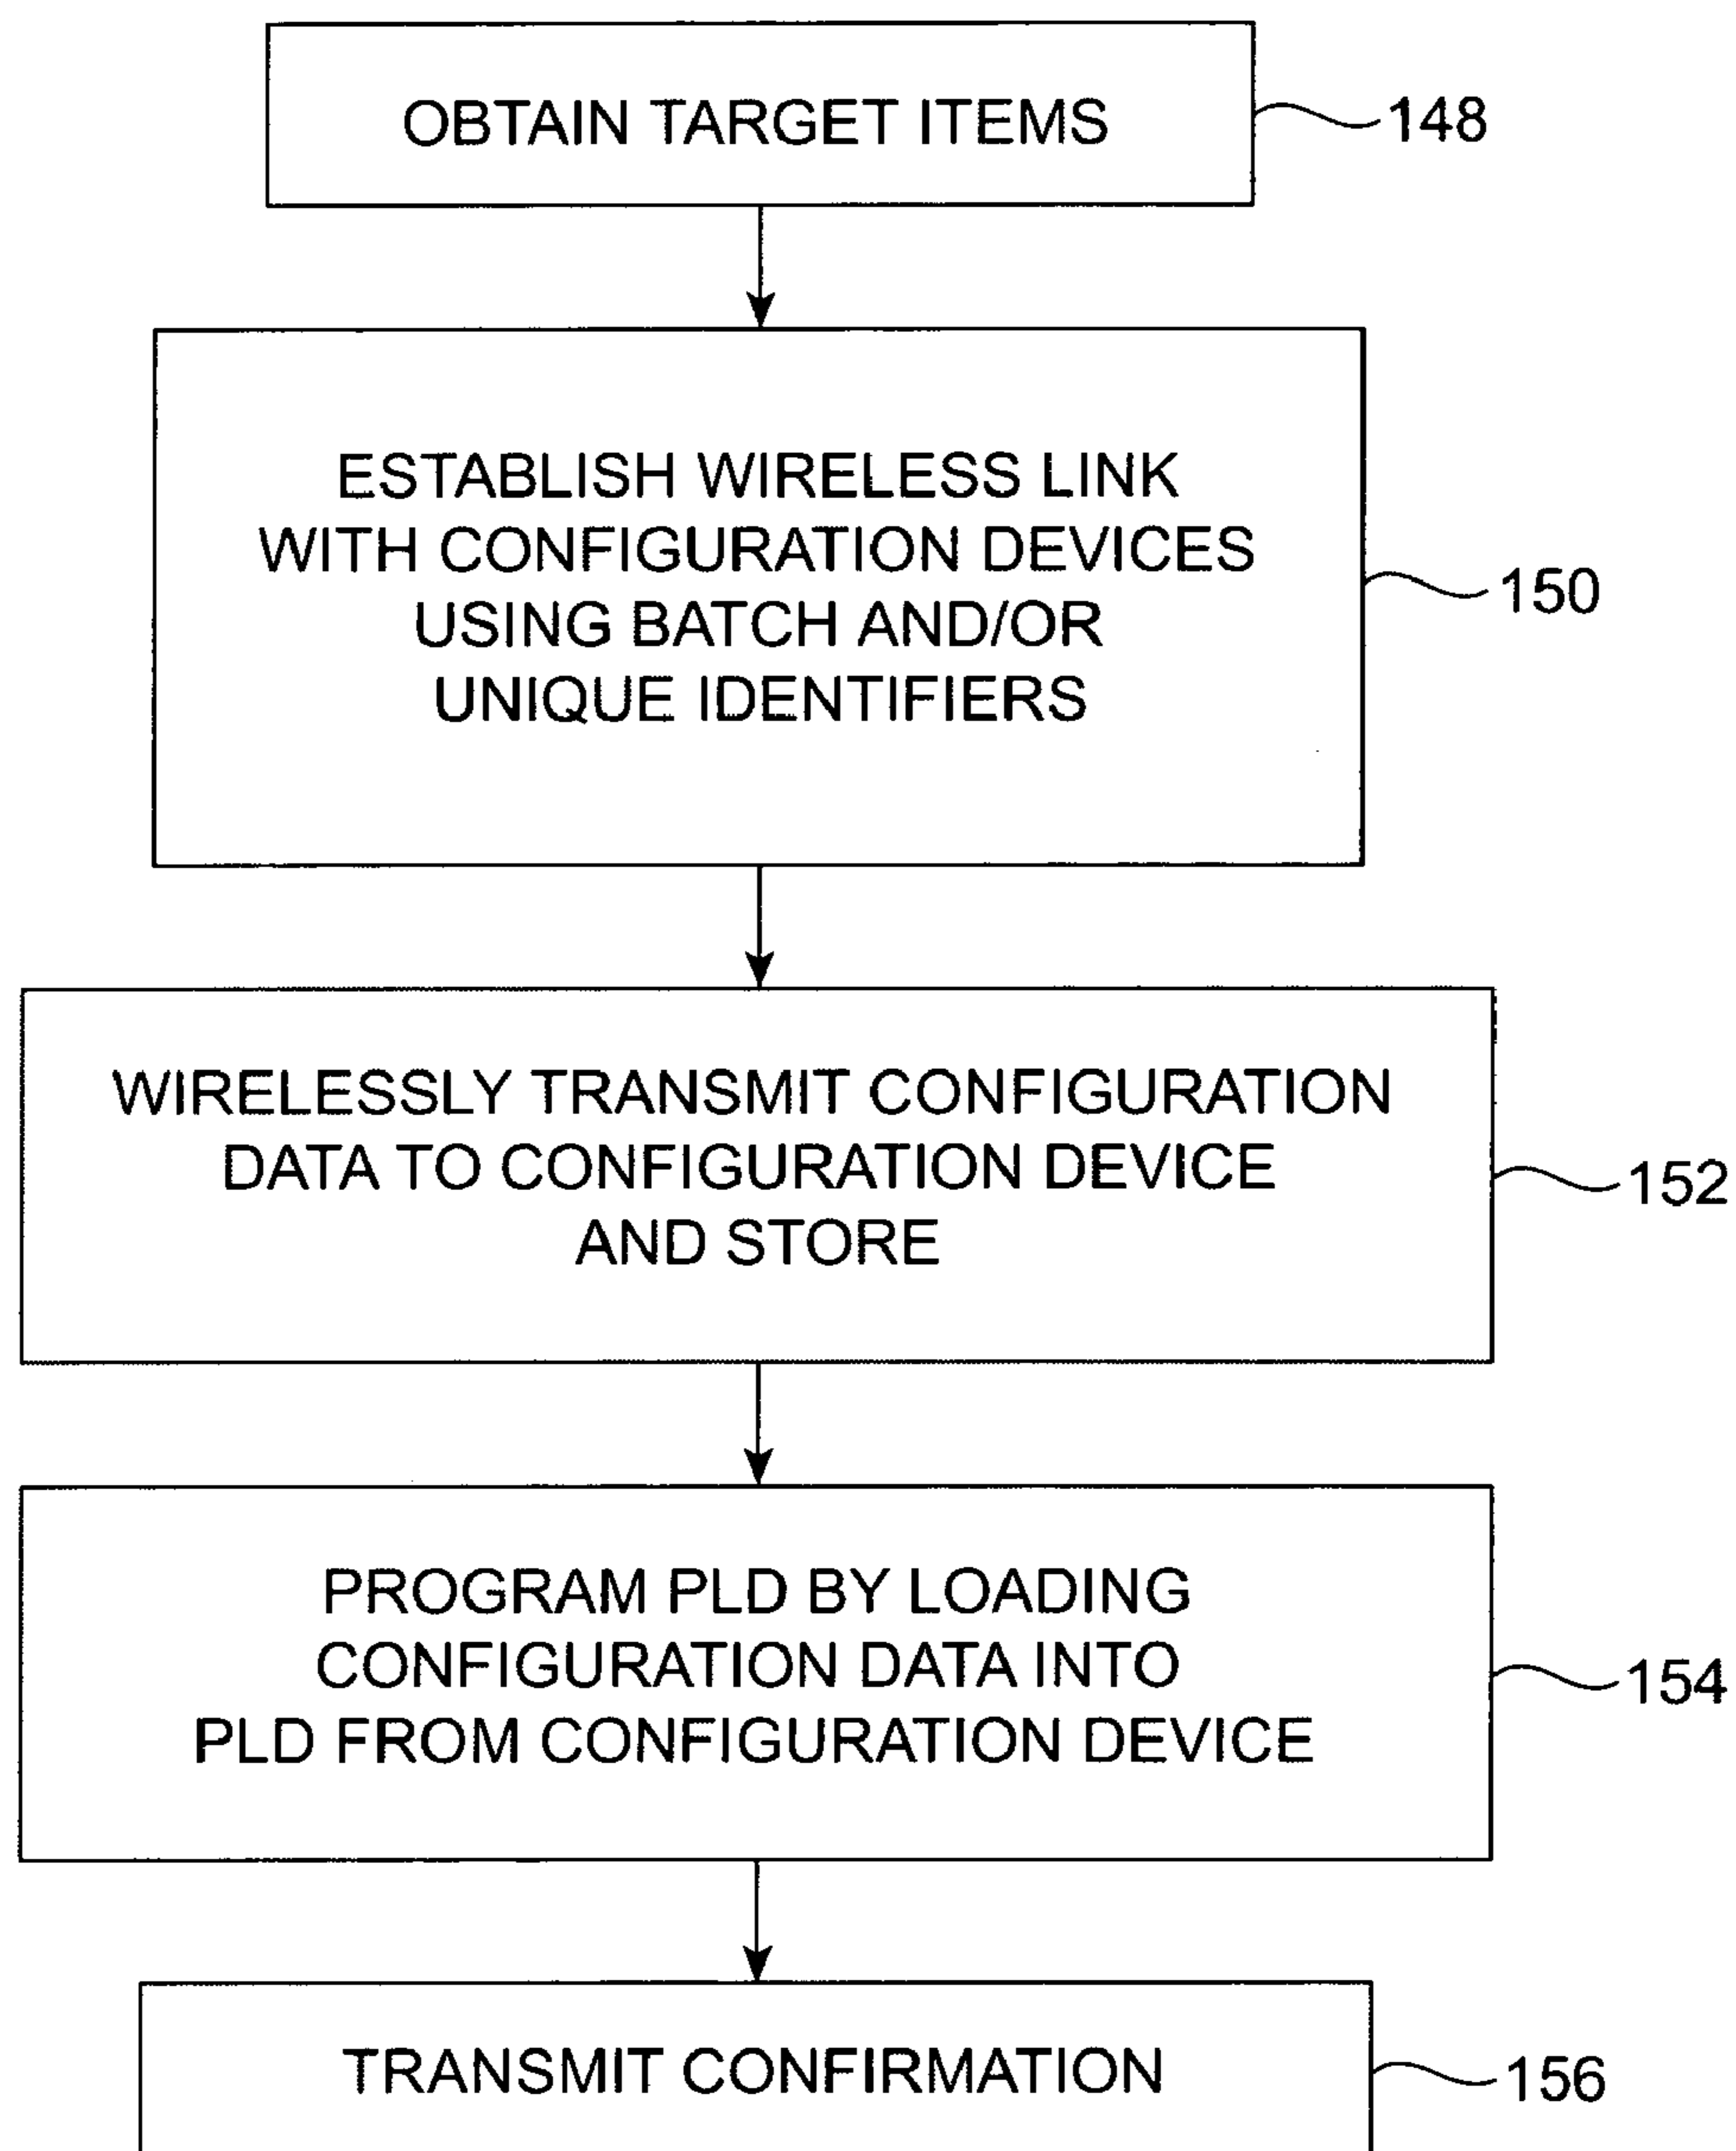 OBTAIN TARGET ITEMS
148
ESTABLISH WIRELESS LINK
WITH CONFIGURATION DEVICES
USING BATCH AND/OR
UNIQUE IDENTIFIERS
150
WIRELESSLY TRANSMIT CONFIGURATION
DATA TO CONFIGURATION DEVICE
AND STORE
152
PROGRAM PLD BY LOADING
CONFIGURATION DATA INTO
PLD FROM CONFIGURATION DEVICE
154
TRANSMIT CONFIRMATION
156